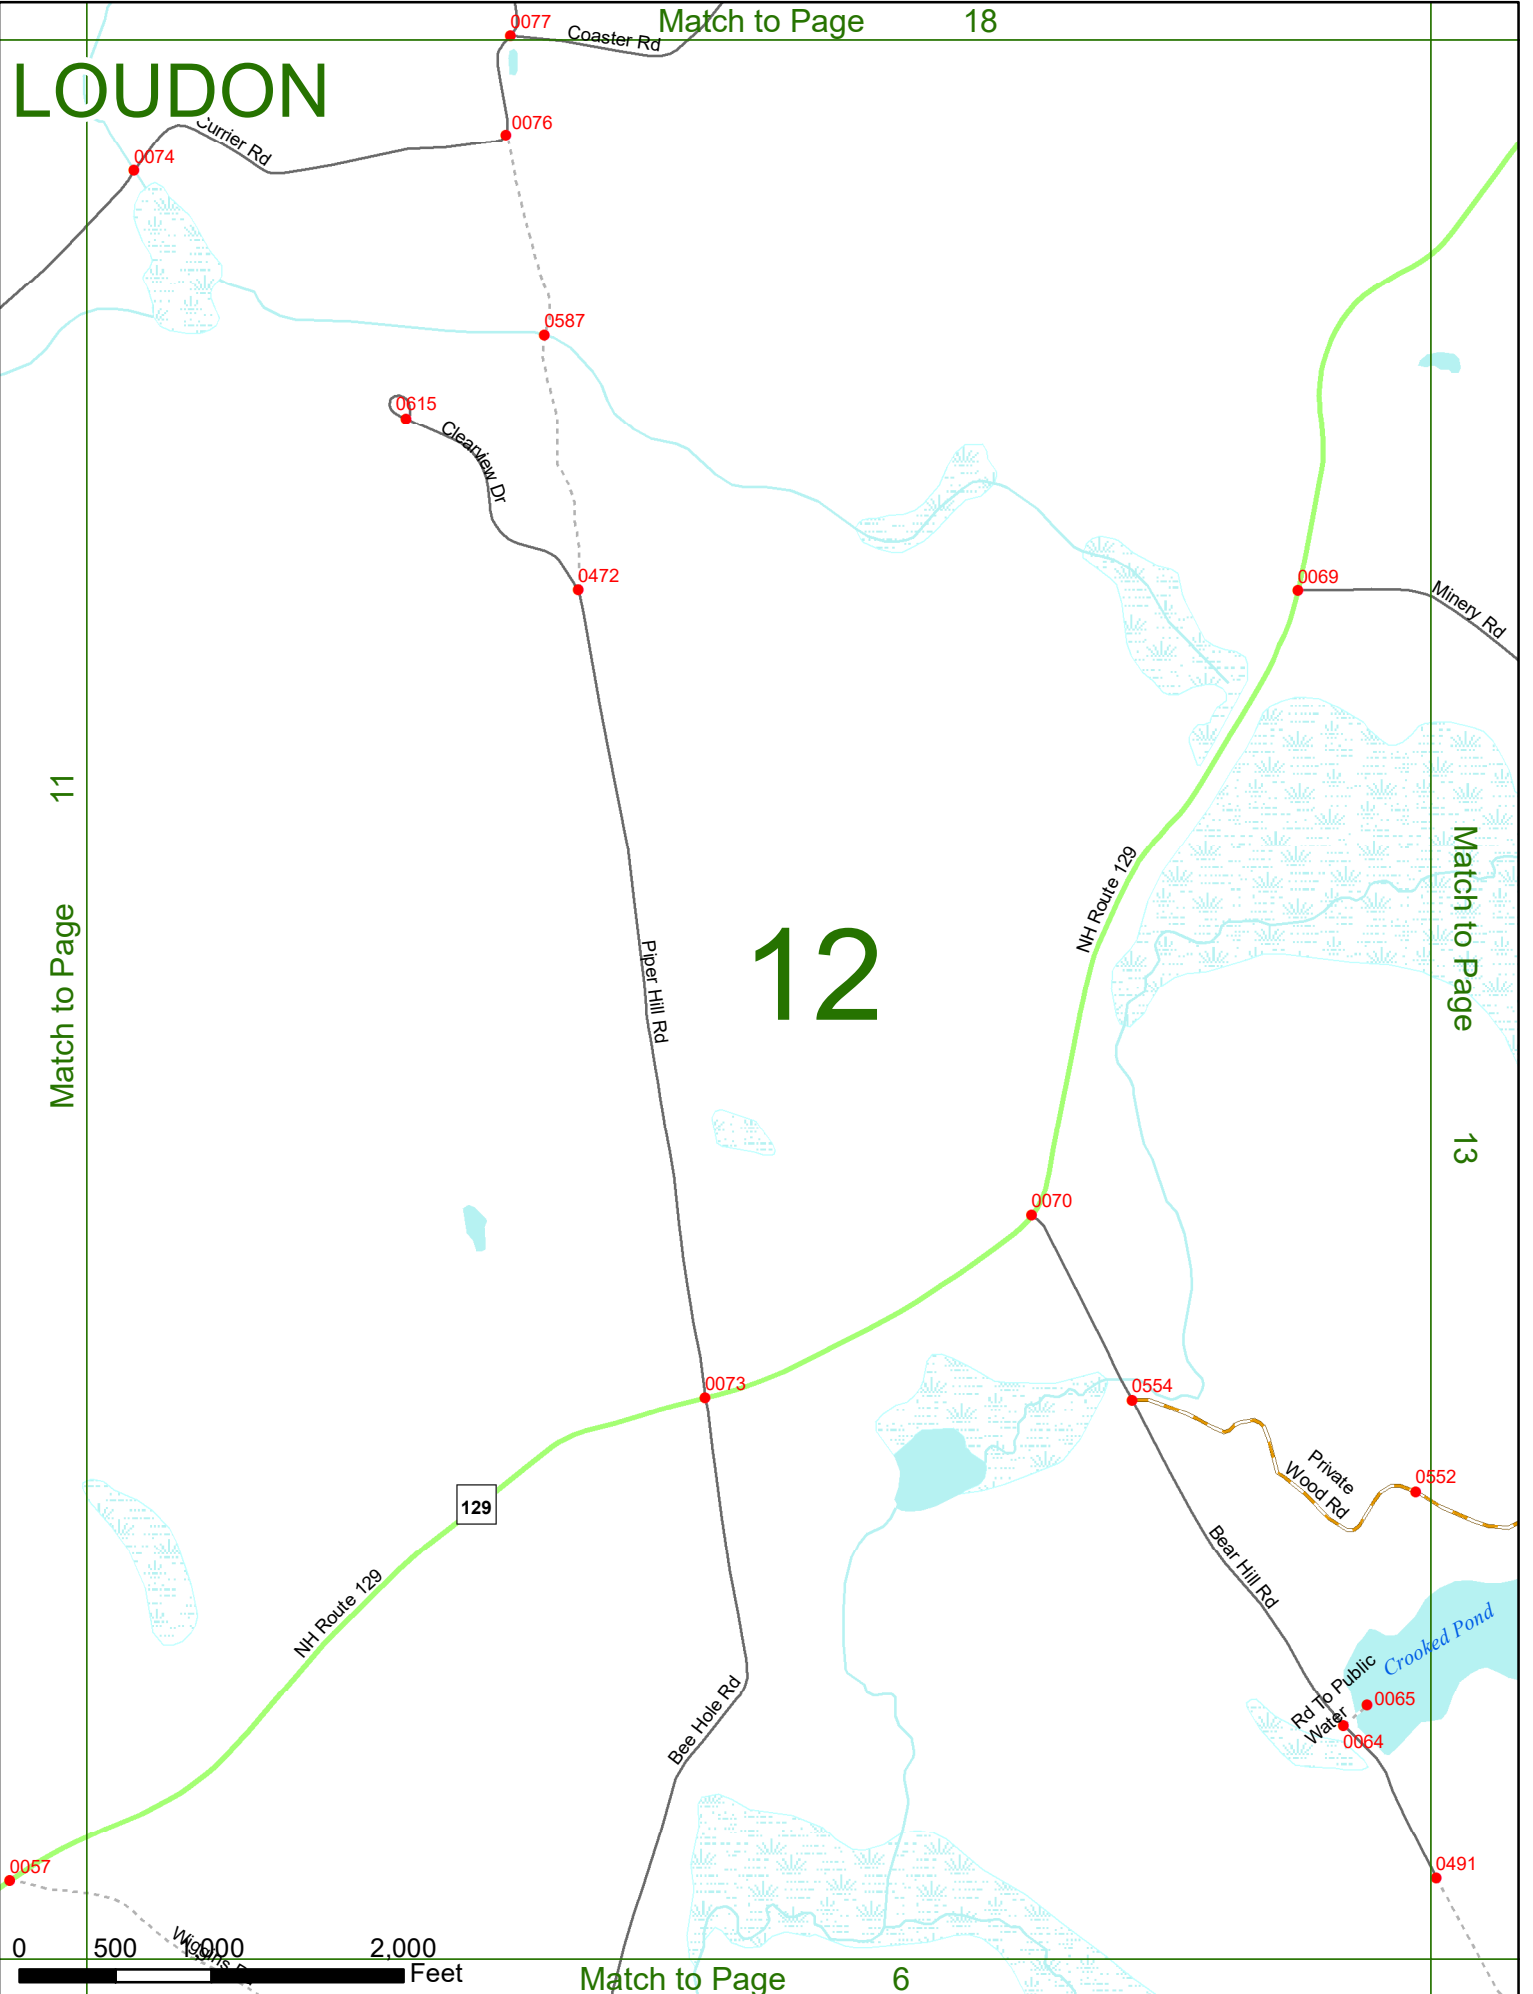 Match to Page 18
0077
Coaster Rd
LOUDON
0076
Currier Rd
0074
0587
0615
Clearview Dr
0472
0069
Minery Rd
Match to Page 11
NH Route 129
Match to Page 13
12
Piper Hill Rd
0070
0073
0554
Private
Wood Rd
0552
129
Bear Hill Rd
NH Route 129
Crooked Pond
Rd To Public
Water
0065
0064
Bee Hole Rd
0057
0491
Wiggins
0 500 1,000 2,000
Feet
Match to Page 6